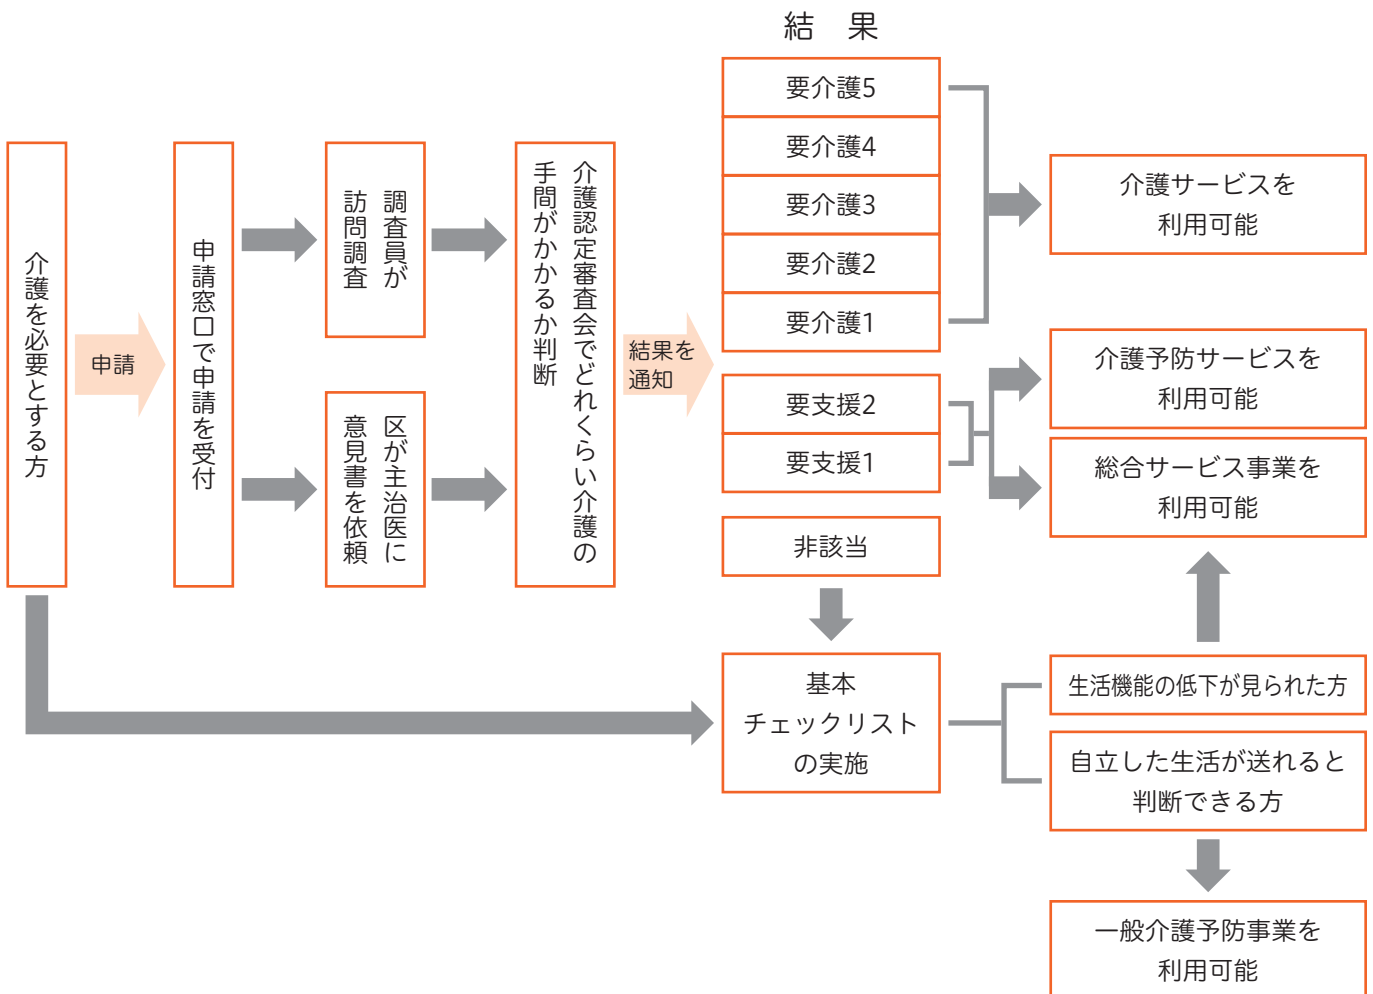 結　果
介護を必要とする方
申請
申請窓口で申請を受付
調査員が
訪問調査
区が主治医に
意見書を依頼
介護認定審査会でどれくらい介護の
手間がかかるか判断
結果を
通知
要介護5
要介護4
要介護3
要介護2
要介護1
要支援2
要支援1
非該当
基本
チェックリスト
の実施
介護サービスを
利用可能
介護予防サービスを
利用可能
総合サービス事業を
利用可能
生活機能の低下が見られた方
自立した生活が送れると
判断できる方
一般介護予防事業を
利用可能